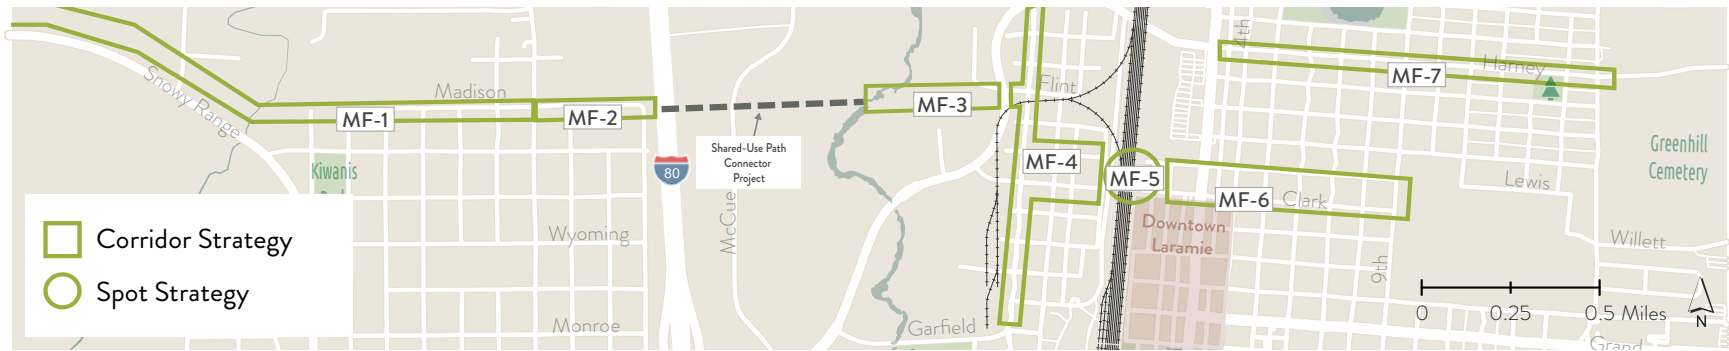 4th
Harney
MF-7
Snowy Range
Madison
MF-1
MF-2
MF-3
Flint
Shared-Use Path
Connector
Project
80
MF-4
MF-5
MF-6
Clark
Lewis
Greenhill
Cemetery
Kiwanis
McCue
Wyoming
Downtown
Laramie
Willett
9th
Corridor Strategy
Spot Strategy
Monroe
Garfield
0
0.25
0.5 Miles
N
Grand